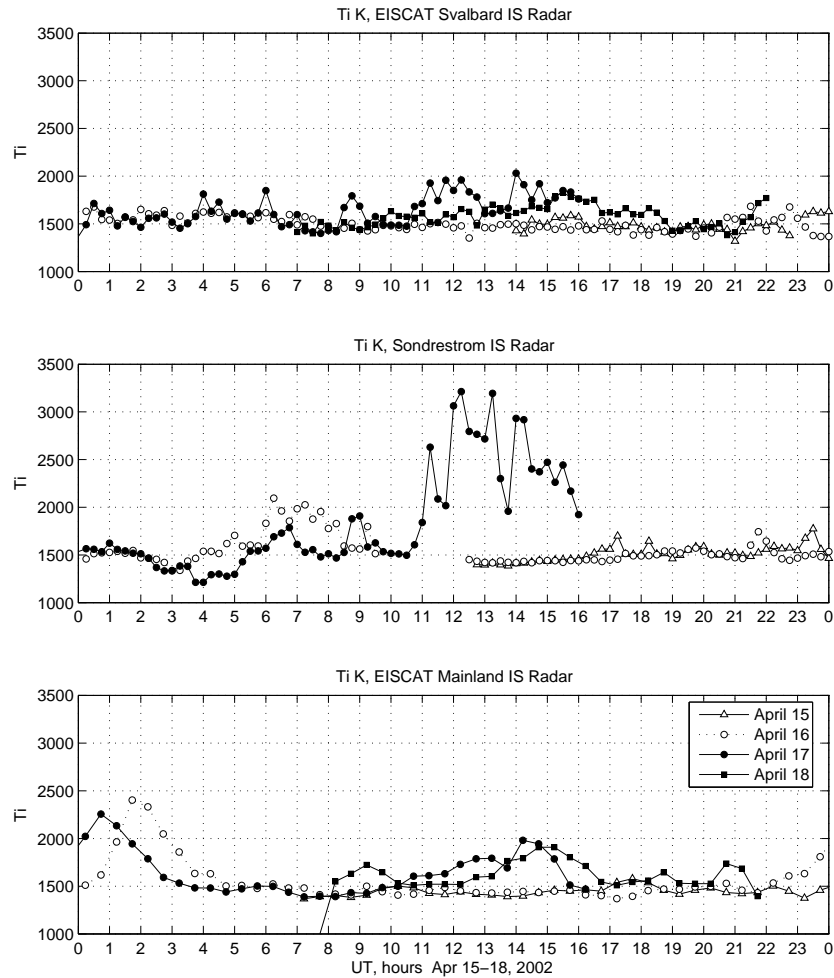 Ti K, EISCAT Svalbard IS Radar
3500
3000
2500
2000
1500
1000
Ti
0 1 2 3 4 5 6 7 8 9 10 11 12 13 14 15 16 17 18 19 20 21 22 23 0
Ti K, Sondrestrom IS Radar
3500
3000
2500
2000
1500
1000
0 1 2 3 4 5 6 7 8 9 10 11 12 13 14 15 16 17 18 19 20 21 22 23 0
Ti K, EISCAT Mainland IS Radar
3500
3000
2500
2000
1500
1000
Ti
April 15
April 16
April 17
April 18
0 1 2 3 4 5 6 7 8 9 10 11 12 13 14 15 16 17 18 19 20 21 22 23 0
UT, hours Apr 15−18, 2002